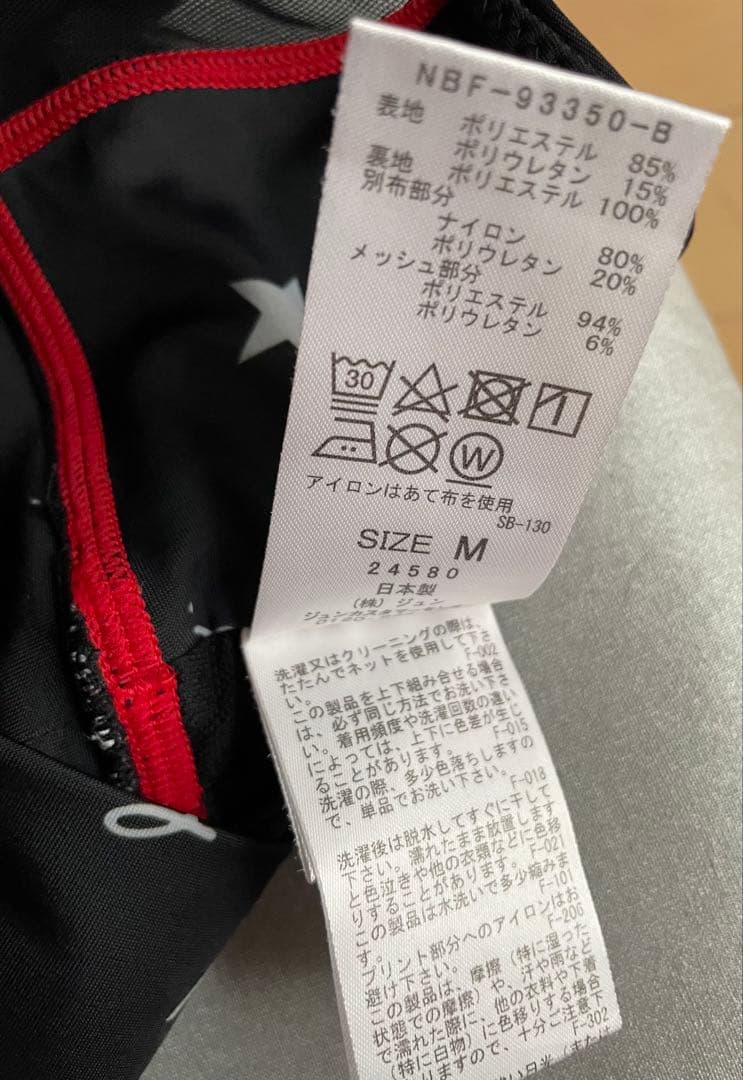 NBF-93350-B
表地 ポリエステル 85%
ポリウレタン 15%
裏地 ポリエステル 100%
別布部分
ナイロン 80%
ポリウレタン 20%
メッシュ部分
ポリエステル 94%
ポリウレタン 6%
30
W
アイロンはあて布を使用
SB-130
SIZE M
24580
日本製
(株) ジュン
洗濯又はクリーニングの際は、
たたんでネットを使用して下さ
い。 F-002
この製品を上下組み合せる場合
は、必ず同じ方法でお洗い下さ
い。着用頻度や洗濯回数の違い
によっては、上下に色差が生じ
ることがあります。 F-015
洗濯の際、多少色落ちしますの
で、単品でお洗い下さい。
F-018
洗濯後は脱水してすぐに干して
下さい。濡れたまま放置します
と色泣きや他の衣類などに色移
りすることがあります。 F-021
この製品は水洗いで多少縮みま
す。 F-101
プリント部分へのアイロンはお
避け下さい。 F-206
この製品は、摩擦(特に湿った
状態での摩擦)や、汗や雨など
で濡れた際に、他の衣料や下着
(特に白物)に色移りする場合
がありますので、十分ご注意下
F-302